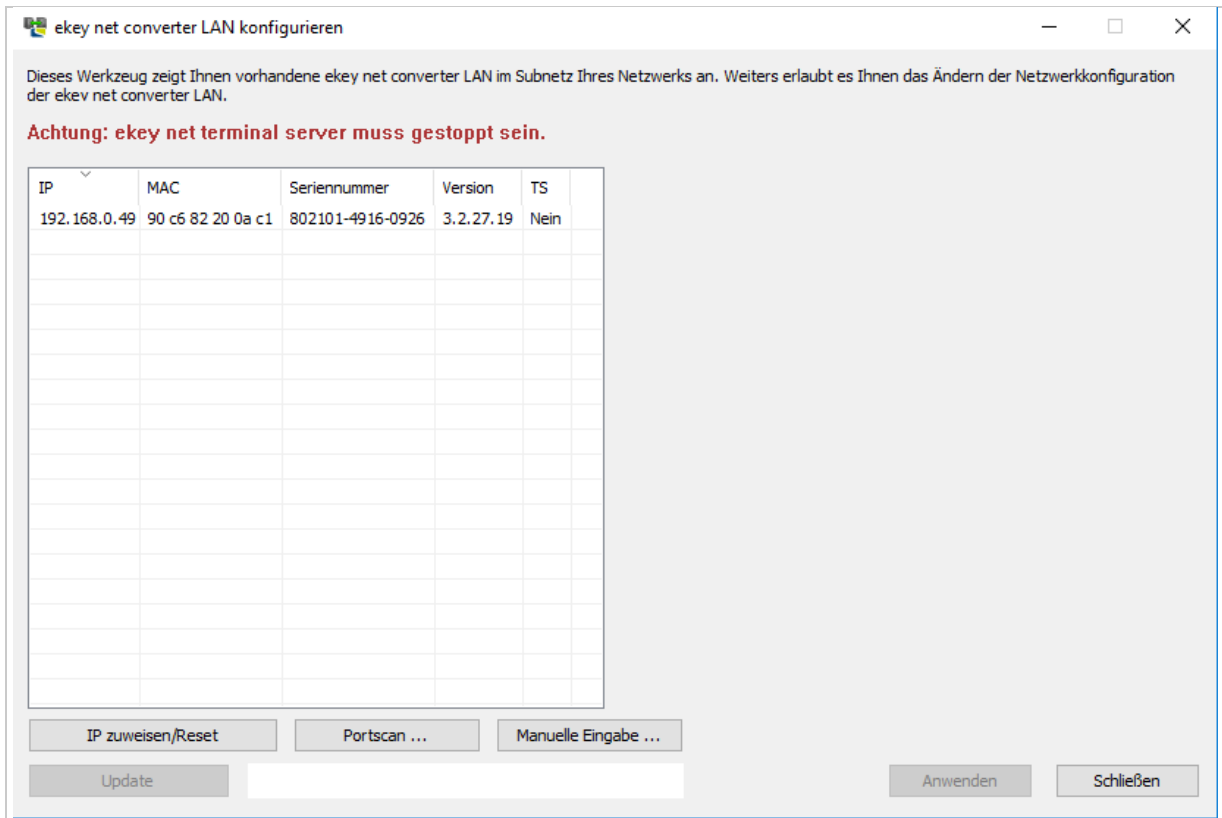 ekey net converter LAN konfigurieren
Dieses Werkzeug zeigt Ihnen vorhandene ekey net converter LAN im Subnetz Ihres Netzwerks an. Weiters erlaubt es Ihnen das Ändern der Netzwerkkonfiguration
der ekey net converter LAN.
Achtung: ekey net terminal server muss gestoppt sein.
IP MAC Seriennummer Version TS
192.168.0.49 90 c6 82 20 0a c1 802101-4916-0926 3.2.27.19 Nein
IP zuweisen/Reset Portscan ... Manuelle Eingabe ...
Update Anwenden Schließen